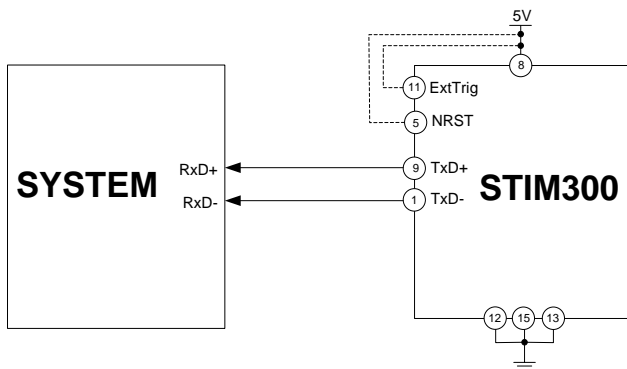 5V
8
11 ExtTrig
5 NRST
RxD+ 9 TxD+
SYSTEM STIM300
RxD- 1 TxD-
12 15 13